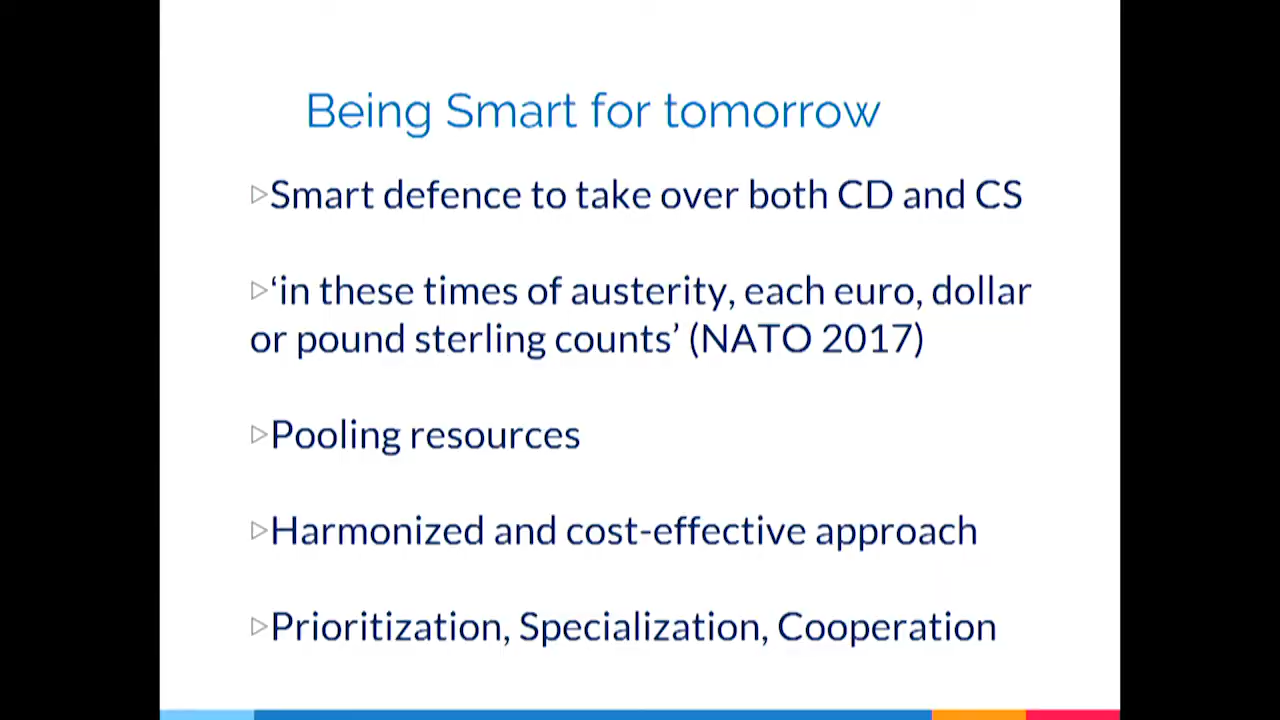 Being Smart for tomorrow
▷Smart defence to take over both CD and CS
▷‘in these times of austerity, each euro, dollar
or pound sterling counts’ (NATO 2017)
▷Pooling resources
▷Harmonized and cost-effective approach
▷Prioritization, Specialization, Cooperation